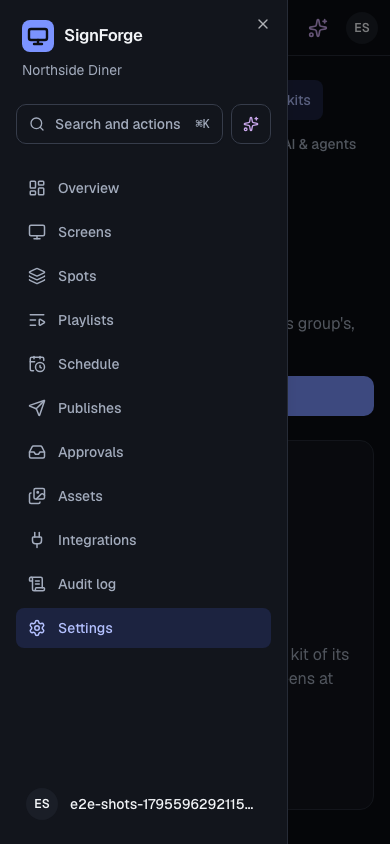 SignForge
Northside Diner
Search and actions ⌘K
Overview
Screens
Spots
Playlists
Schedule
Publishes
Approvals
Assets
Integrations
Audit log
Settings
ES e2e-shots-1795596292115…
ES
kits
AI & agents
s group's,
kit of its
ens at